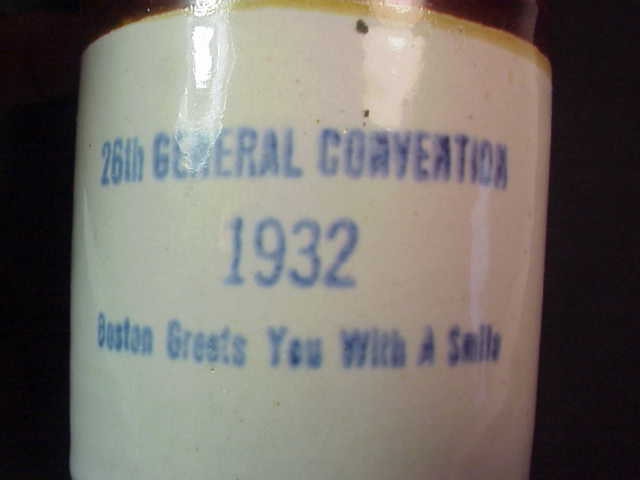 26th GENERAL CONVENTION
1932
Boston Greets You With A Smile